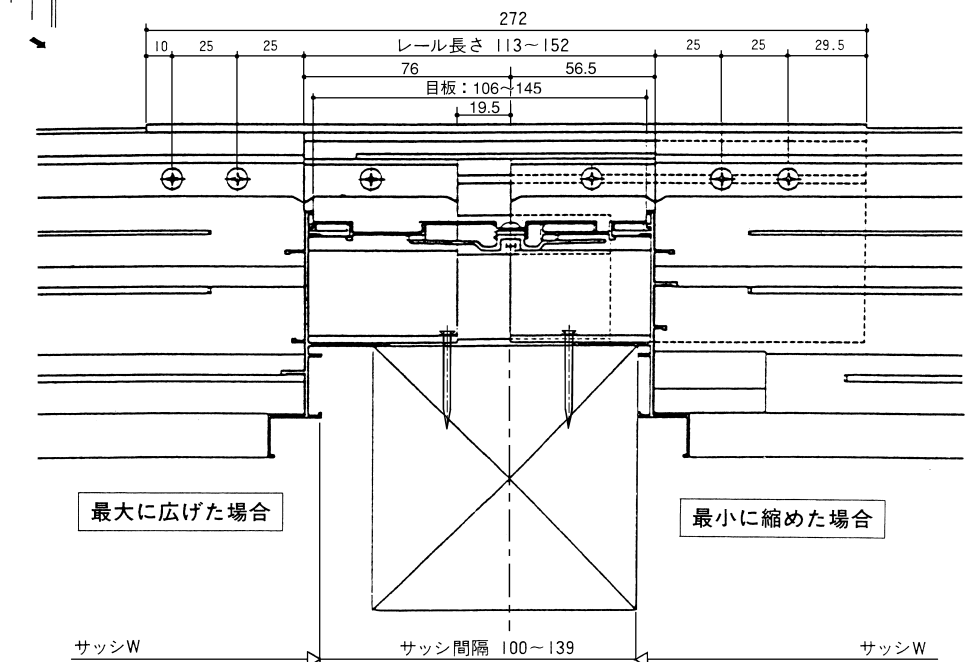 272
10 25 25 レール長さ 113～152 25 25 29.5
76 56.5
目板：106～145
19.5
最大に広げた場合
最小に縮めた場合
サッシW サッシ間隔 100～139 サッシW